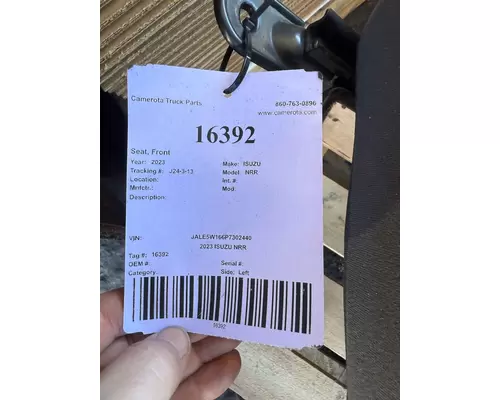 Camerota Truck Parts 860-763-0896
www.camerota.com
16392
Seat, Front
Year: 2023 Make: ISUZU
Tracking #: J24-3-13 Model: NRR
Location: Int. #:
Mntch.: Mod:
Description:
VIN: JALE5W166P7302440
2023 ISUZU NRR
Tag #: 16392
OEM #: Serial #:
Category: Side: Left
16392